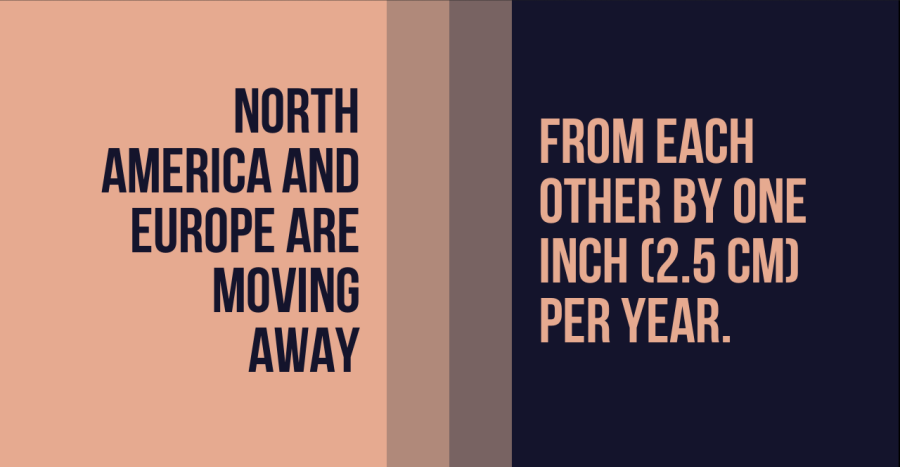 NORTH
AMERICA AND
EUROPE ARE
MOVING
AWAY
FROM EACH
OTHER BY ONE
INCH (2.5 CM)
PER YEAR.